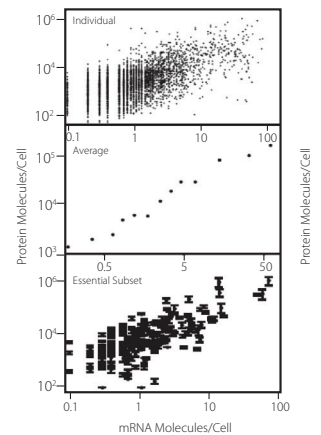 Individual
10⁶
10⁴
10²
0.1 1 10 100
Average
10⁵
10⁴
10³
0.5 5 50
Essential Subset
10⁶
10⁴
10²
0.1 1 10 100
mRNA Molecules/Cell
Protein Molecules/Cell
Protein Molecules/Cell